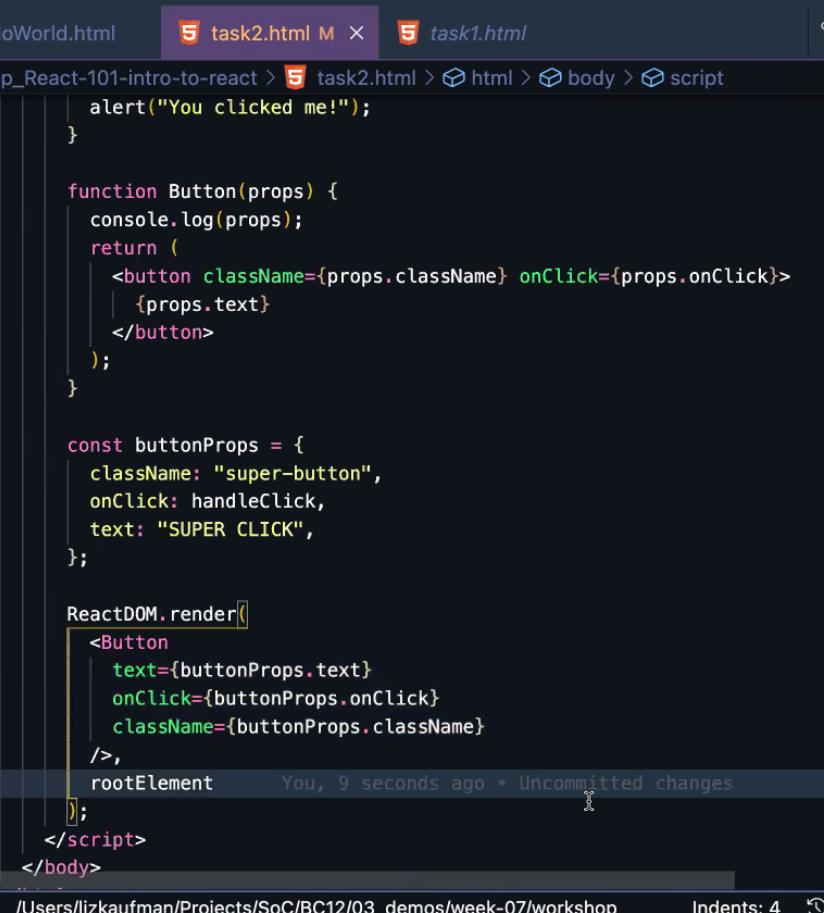 oWorld.html task2.html M × task1.html
p_React-101-intro-to-react > task2.html > html > body > script
alert("You clicked me!");
}
function Button(props) {
console.log(props);
return (
<button className={props.className} onClick={props.onClick}>
{props.text}
</button>
);
}
const buttonProps = {
className: "super-button",
onClick: handleClick,
text: "SUPER CLICK",
};
ReactDOM.render(
<Button
text={buttonProps.text}
onClick={buttonProps.onClick}
className={buttonProps.className}
/>,
rootElement You, 9 seconds ago • Uncommitted changes
);
</script>
</body>
/Users/lizkaufman/Projects/SoC/BC12/03_demos/week-07/workshop Indents: 4